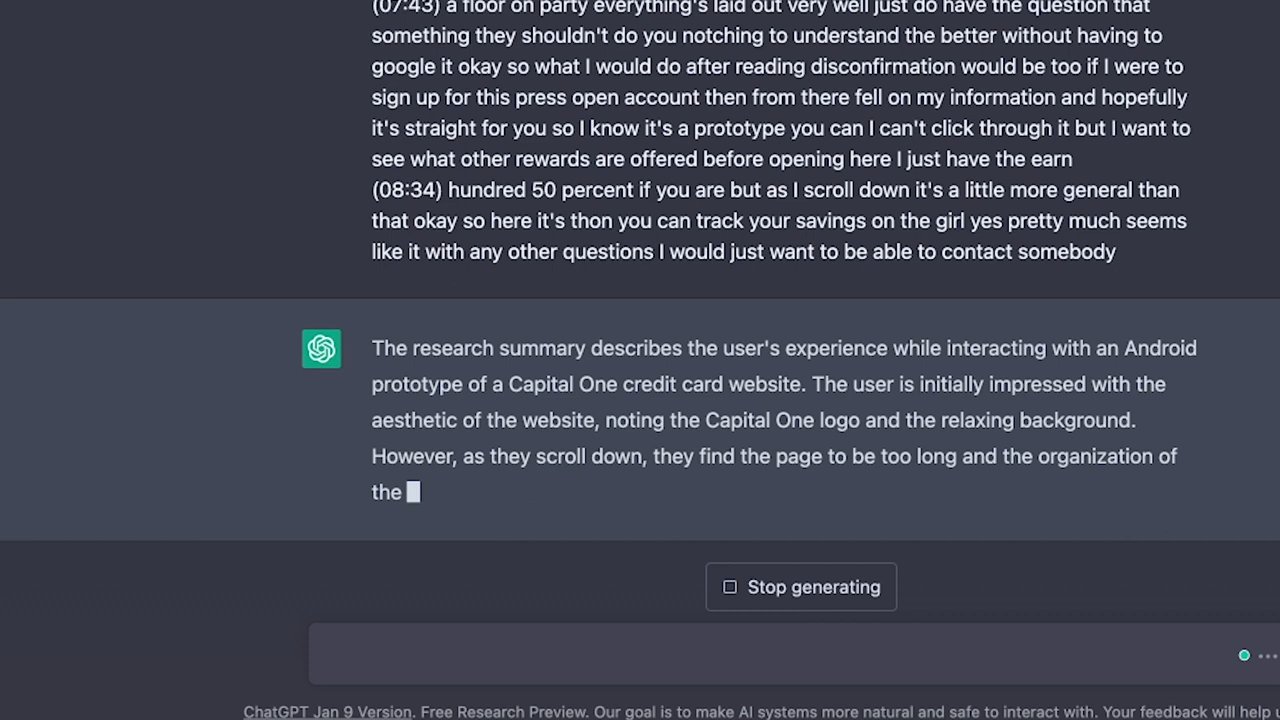 (07:43) a floor on party everything's laid out very well just do have the question that
something they shouldn't do you notching to understand the better without having to
google it okay so what I would do after reading disconfirmation would be too if I were to
sign up for this press open account then from there fell on my information and hopefully
it's straight for you so I know it's a prototype you can I can't click through it but I want to
see what other rewards are offered before opening here I just have the earn
(08:34) hundred 50 percent if you are but as I scroll down it's a little more general than
that okay so here it's thon you can track your savings on the girl yes pretty much seems
like it with any other questions I would just want to be able to contact somebody
The research summary describes the user's experience while interacting with an Android
prototype of a Capital One credit card website. The user is initially impressed with the
aesthetic of the website, noting the Capital One logo and the relaxing background.
However, as they scroll down, they find the page to be too long and the organization of
the
Stop generating
ChatGPT Jan 9 Version. Free Research Preview. Our goal is to make AI systems more natural and safe to interact with. Your feedback will help